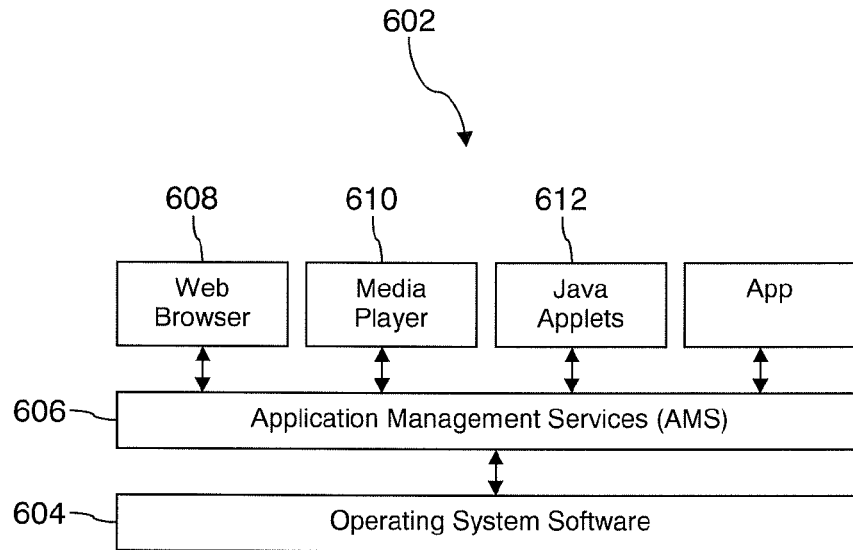 602
608
610
612
Web
Browser
Media
Player
Java
Applets
App
606
Application Management Services (AMS)
604
Operating System Software